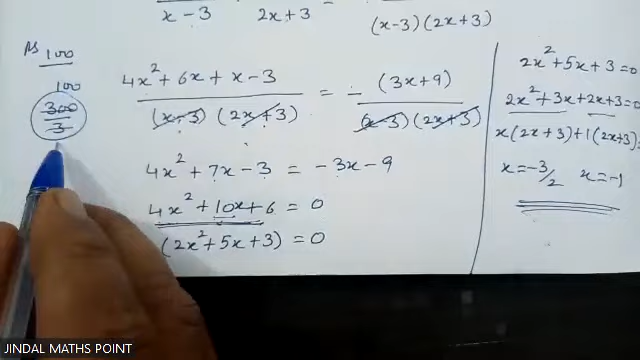 x-3    2x+3    =    (x-3)(2x+3)
Rs 100
100
300/3
(4x²+6x+x-3)/((x-3)(2x+3)) = -(3x+9)/((x-3)(2x+3))
4x²+7x-3 = -3x-9
4x²+10x+6 = 0
(2x²+5x+3) = 0
2x²+5x+3=0
2x²+3x+2x+3=0
x(2x+3)+1(2x+3)=
x=-3/2  x=-1
JINDAL MATHS POINT